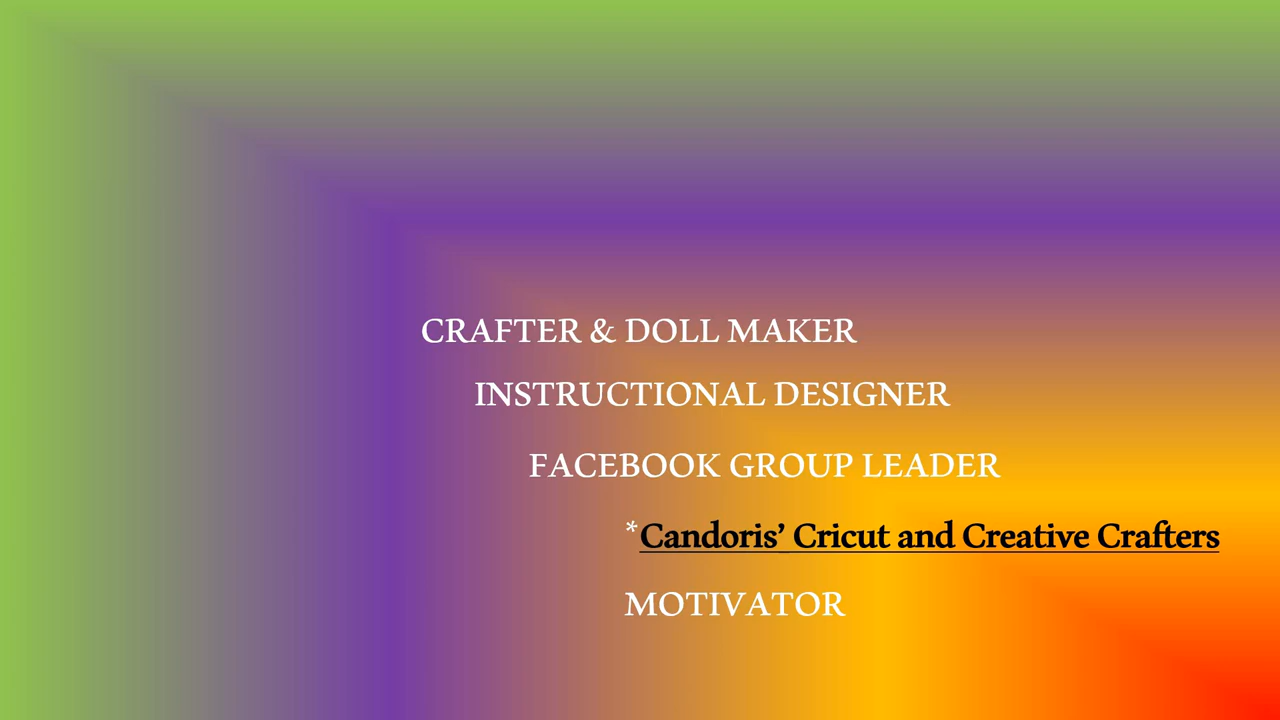 CRAFTER & DOLL MAKER
INSTRUCTIONAL DESIGNER
FACEBOOK GROUP LEADER
*Candoris’ Cricut and Creative Crafters
MOTIVATOR